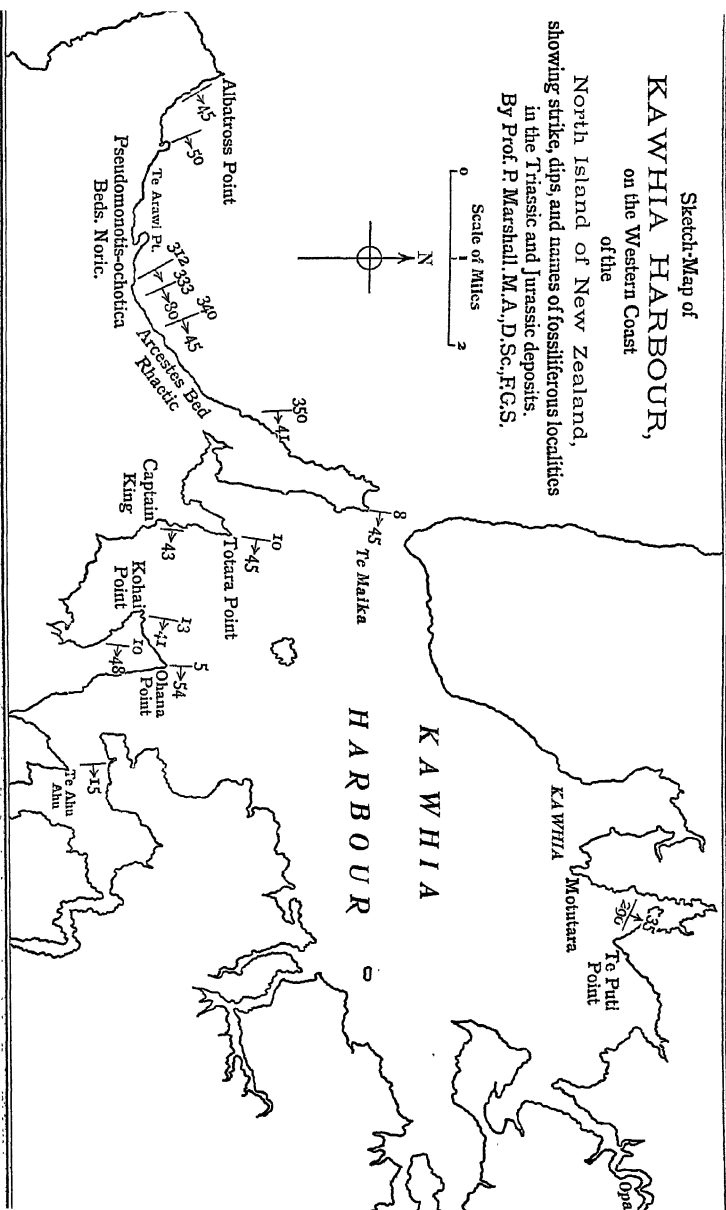 Sketch-Map of
KAWHIA HARBOUR,
on the Western Coast
of the
North Island of New Zealand,
showing strike, dips, and names of fossiliferous localities
in the Triassic and Jurassic deposits.
By Prof. P. Marshall. M.A., D.Sc., F.G.S.
0 1 2
Scale of Miles
N
Albatross Point
45
50
Te Arawi Pt.
Pseudomonotis-ochotica
Beds. Noric.
312
333
80
340
45
Arcestes Bed
Rhaetic
350
41
8
45
Te Maika
10
45
Totara Point
Captain
King
43
Kohai
Point
13
41
10
48
5
54
Ohana
Point
15
Te Ahu
Ahu
KAWHIA
HARBOUR
KAWHIA
Motutara
35
Te Puti
Point
Opa